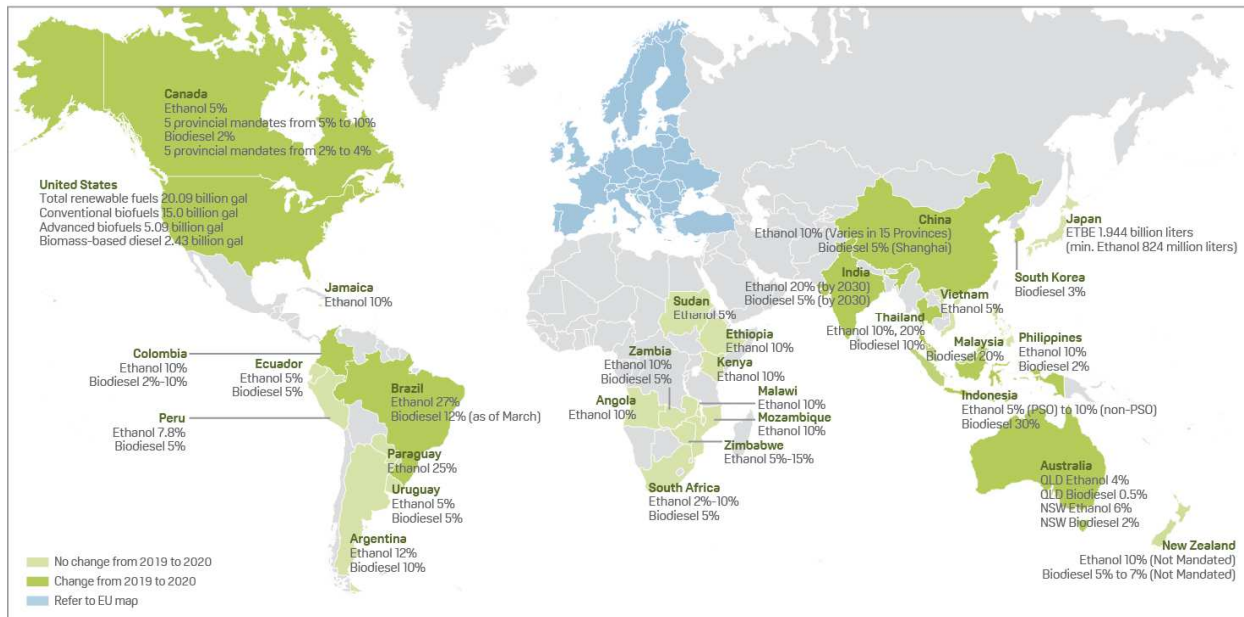 Canada
Ethanol 5%
5 provincial mandates from 5% to 10%
Biodiesel 2%
5 provincial mandates from 2% to 4%
United States
Total renewable fuels 20.09 billion gal
Conventional biofuels 15.0 billion gal
Advanced biofuels 5.09 billion gal
Biomass-based diesel 2.43 billion gal
Jamaica
Ethanol 10%
Colombia
Ethanol 10%
Biodiesel 2%-10%
Ecuador
Ethanol 5%
Biodiesel 5%
Peru
Ethanol 7.8%
Biodiesel 5%
Brazil
Ethanol 27%
Biodiesel 12% (as of March)
Paraguay
Ethanol 25%
Uruguay
Ethanol 5%
Biodiesel 5%
Argentina
Ethanol 12%
Biodiesel 10%
Sudan
Ethanol 5%
Ethiopia
Ethanol 10%
Kenya
Ethanol 10%
Zambia
Ethanol 10%
Biodiesel 5%
Angola
Ethanol 10%
Malawi
Ethanol 10%
Mozambique
Ethanol 10%
Zimbabwe
Ethanol 5%-15%
South Africa
Ethanol 2%-10%
Biodiesel 5%
China
Ethanol 10% (Varies in 15 Provinces)
Biodiesel 5% (Shanghai)
India
Ethanol 20% (by 2030)
Biodiesel 5% (by 2030)
Japan
ETBE 1.944 billion liters
(min. Ethanol 824 million liters)
South Korea
Biodiesel 3%
Vietnam
Ethanol 5%
Thailand
Ethanol 10%, 20%
Biodiesel 10%
Malaysia
Biodiesel 20%
Philippines
Ethanol 10%
Biodiesel 2%
Indonesia
Ethanol 5% (PSO) to 10% (non-PSO)
Biodiesel 30%
Australia
QLD Ethanol 4%
QLD Biodiesel 0.5%
NSW Ethanol 6%
NSW Biodiesel 2%
New Zealand
Ethanol 10% (Not Mandated)
Biodiesel 5% to 7% (Not Mandated)
No change from 2019 to 2020
Change from 2019 to 2020
Refer to EU map